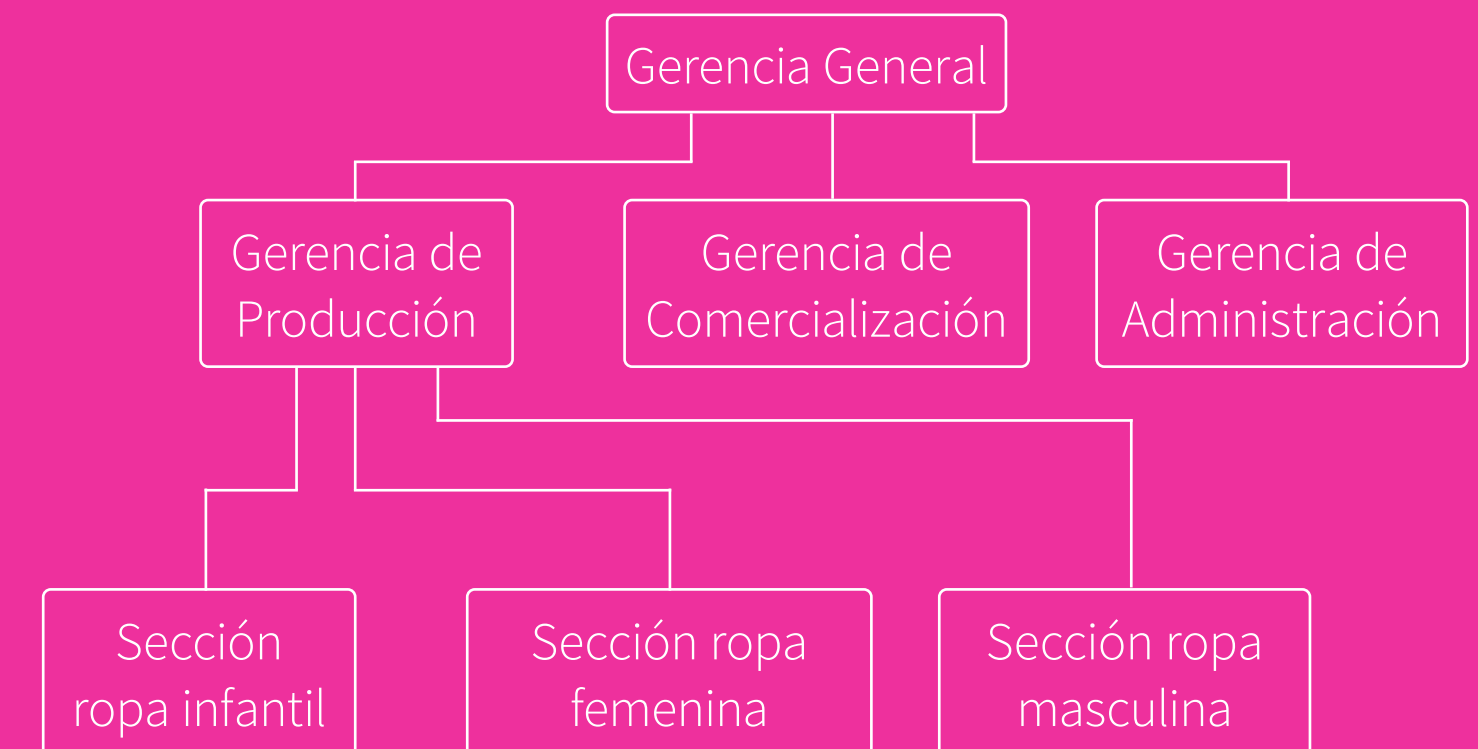 Gerencia General
Gerencia de
Producción
Gerencia de
Comercialización
Gerencia de
Administración
Sección
ropa infantil
Sección ropa
femenina
Sección ropa
masculina